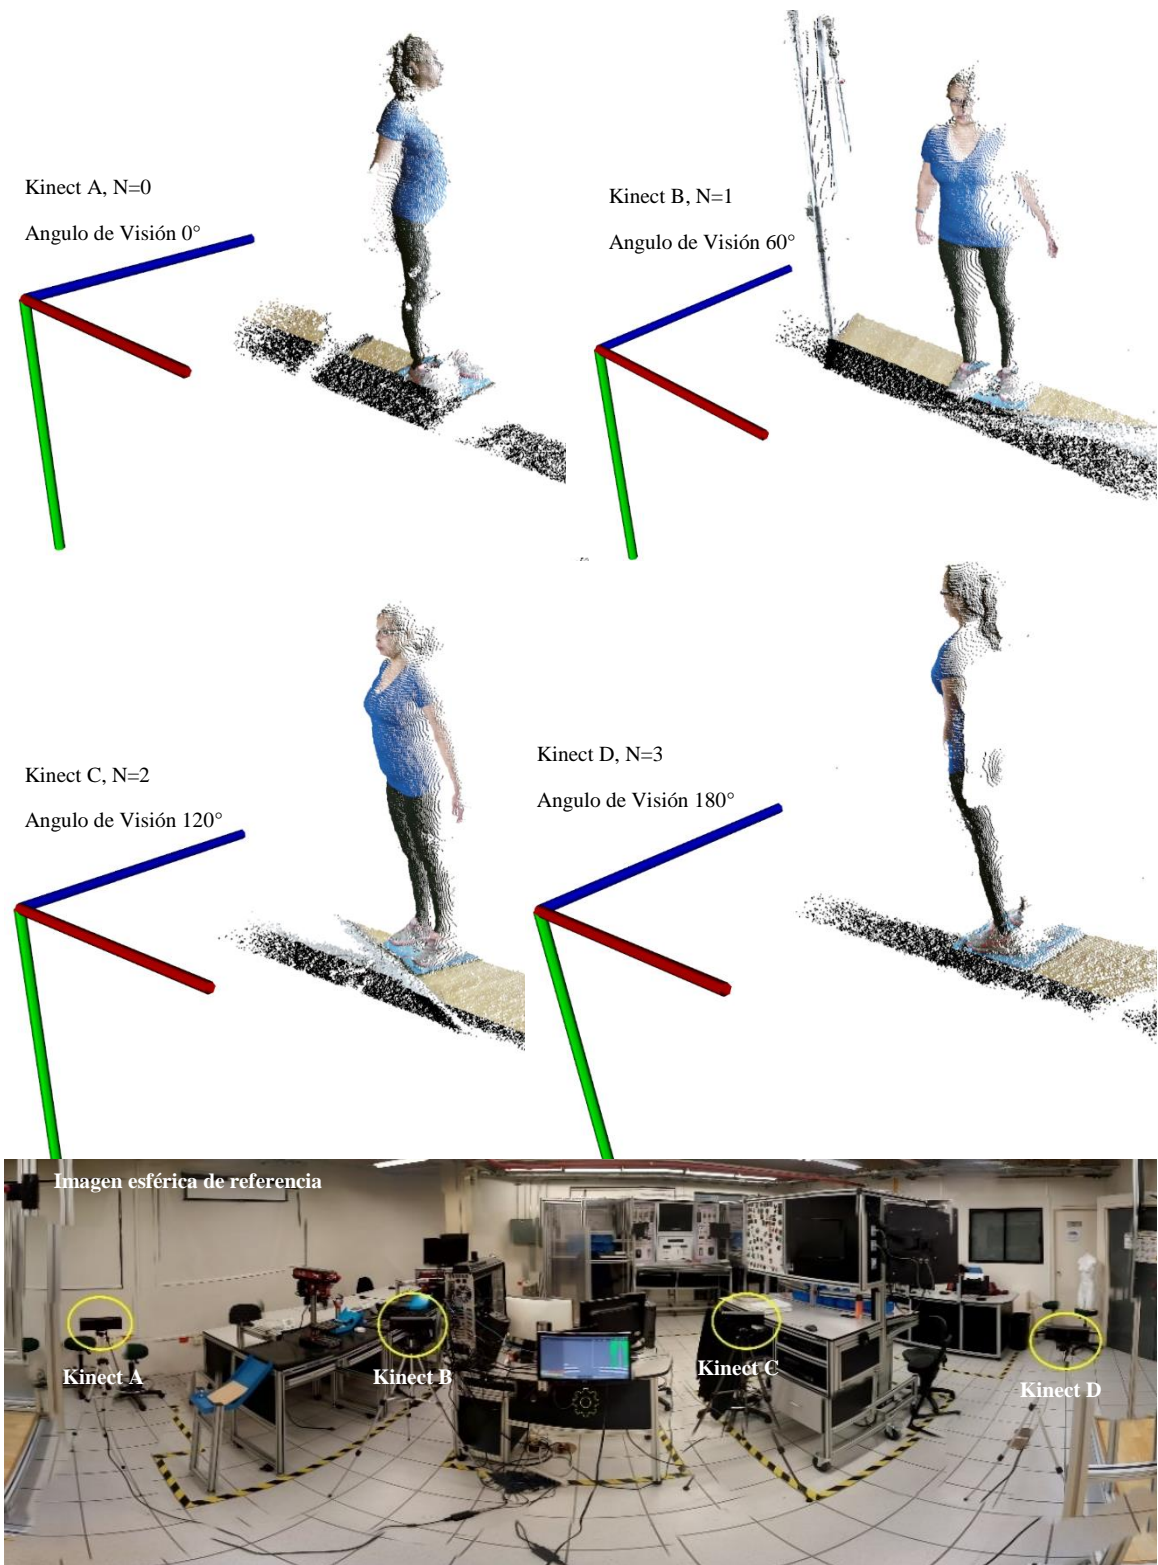 Kinect A, N=0
Angulo de Visión 0°
Kinect B, N=1
Angulo de Visión 60°
Kinect C, N=2
Angulo de Visión 120°
Kinect D, N=3
Angulo de Visión 180°
Imagen esférica de referencia
Kinect A
Kinect B
Kinect C
Kinect D